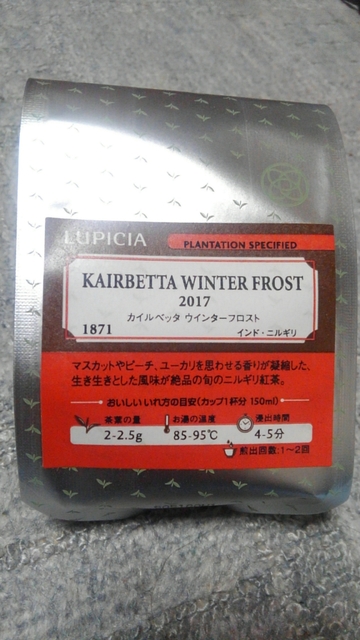 LUPICIA
PLANTATION SPECIFIED
KAIRBETTA WINTER FROST
2017
カイルベッタ ウインターフロスト
1871
インド・ニルギリ
マスカットやピーチ、ユーカリを思わせる香りが凝縮した、
生き生きとした風味が絶品の旬のニルギリ紅茶。
おいしいいれ方の目安(カップ1杯分 150ml)
茶葉の量 お湯の温度 浸出時間
2-2.5g 85-95℃ 4-5分
煎出回数:1~2回